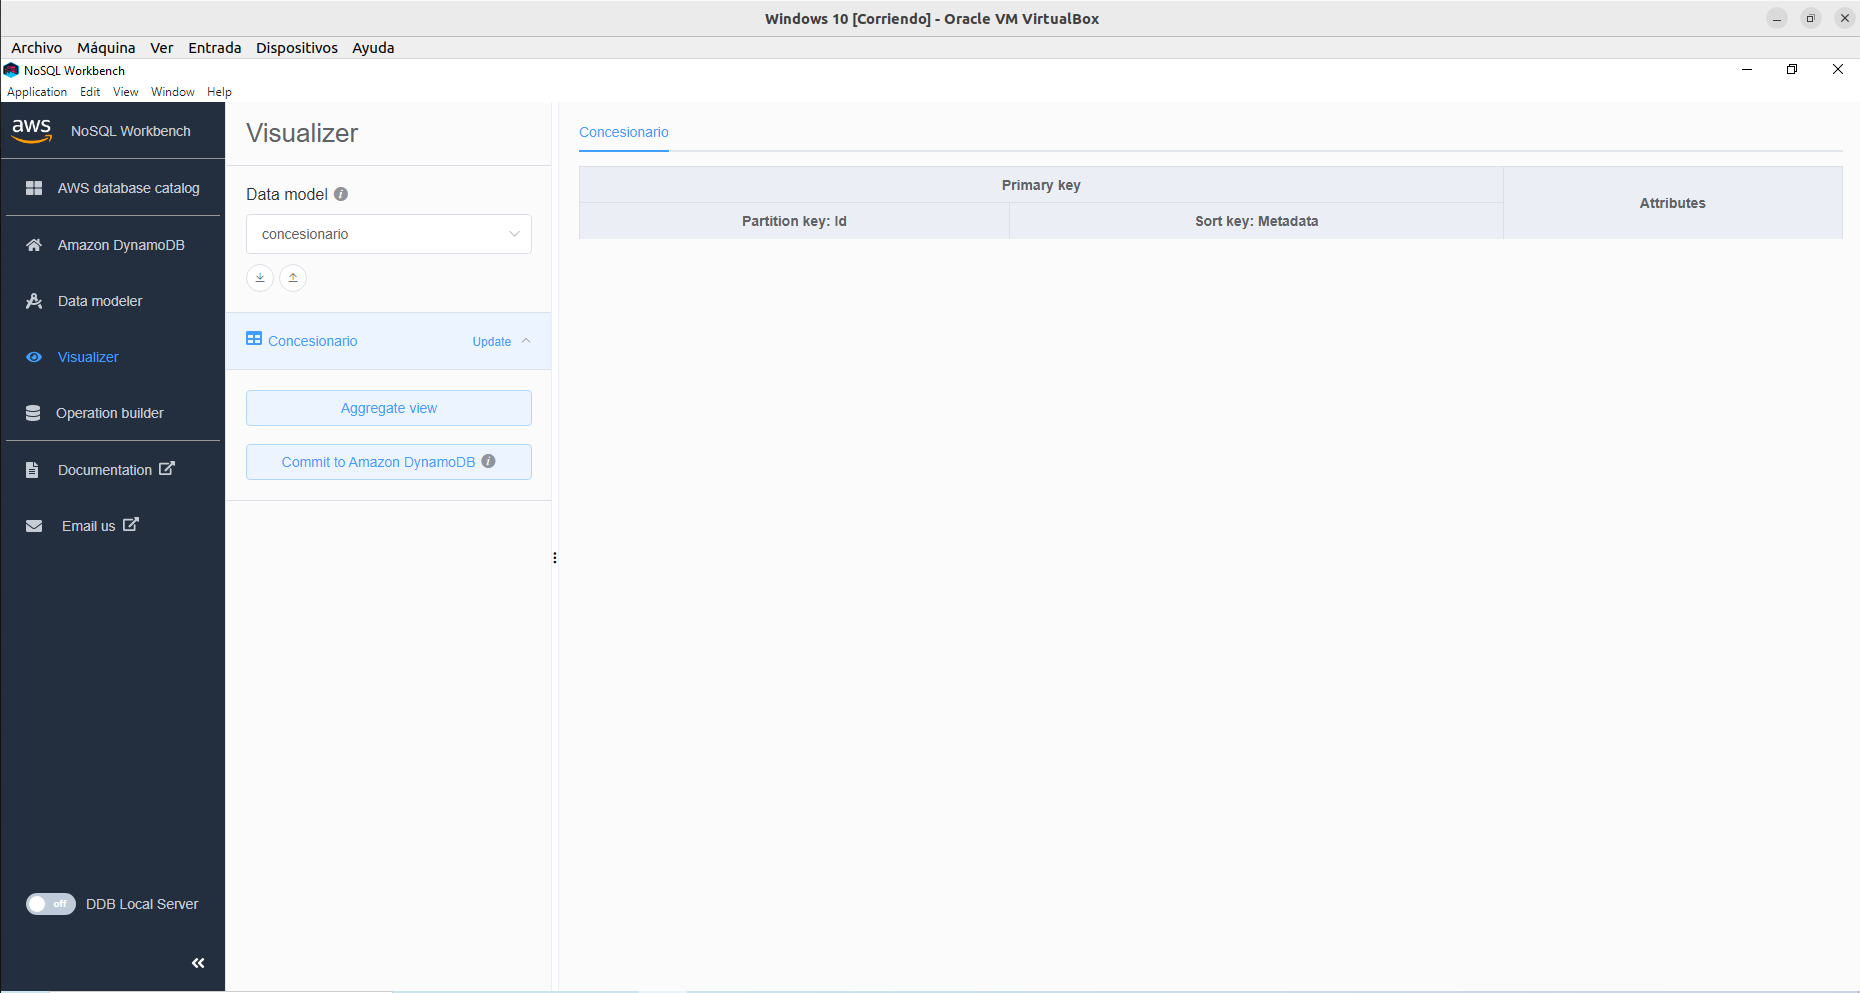 Windows 10 [Corriendo] - Oracle VM VirtualBox
Archivo Máquina Ver Entrada Dispositivos Ayuda
NoSQL Workbench
Application Edit View Window Help
aws NoSQL Workbench
AWS database catalog
Amazon DynamoDB
Data modeler
Visualizer
Operation builder
Documentation
Email us
off DDB Local Server
Visualizer
Data model
concesionario
Concesionario Update
Aggregate view
Commit to Amazon DynamoDB
Concesionario
Primary key
Attributes
Partition key: Id
Sort key: Metadata